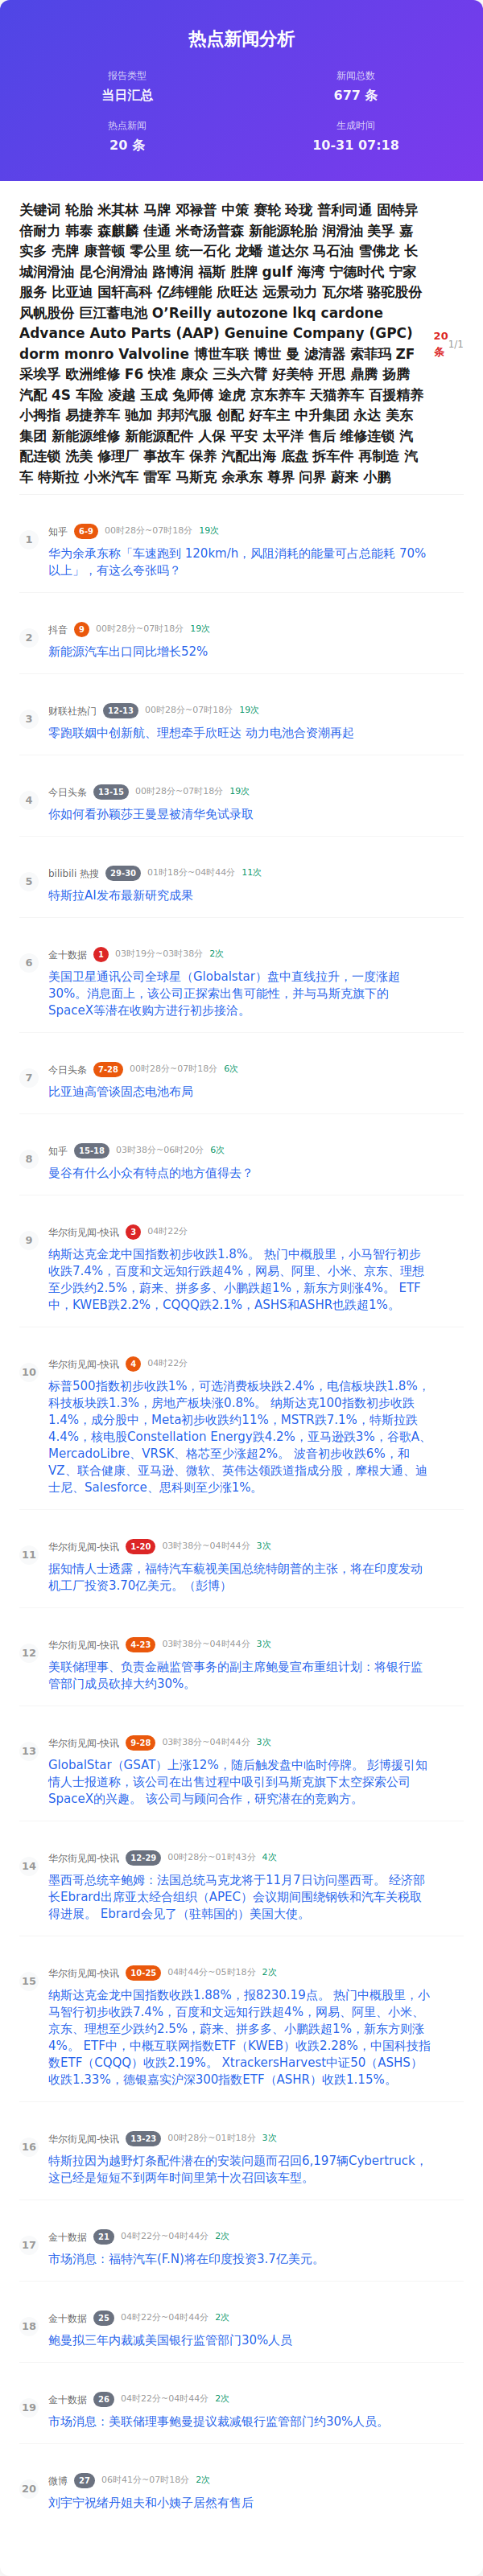 热点新闻分析
报告类型
新闻总数
当日汇总
677 条
热点新闻
生成时间
20 条
10-31 07:18
关键词 轮胎 米其林 马牌 邓禄普 中策 赛轮 玲珑 普利司通 固特异
倍耐力 韩泰 森麒麟 佳通 米奇汤普森 新能源轮胎 润滑油 美孚 嘉
实多 壳牌 康普顿 零公里 统一石化 龙蟠 道达尔 马石油 雪佛龙 长
城润滑油 昆仑润滑油 路博润 福斯 胜牌 gulf 海湾 宁德时代 宁家
服务 比亚迪 国轩高科 亿纬锂能 欣旺达 远景动力 瓦尔塔 骆驼股份
风帆股份 巨江蓄电池 O’Reilly autozone lkq cardone
Advance Auto Parts (AAP) Genuine Company (GPC)
dorm monro Valvoline 博世车联 博世 曼 滤清器 索菲玛 ZF
采埃孚 欧洲维修 F6 快准 康众 三头六臂 好美特 开思 鼎腾 扬腾
汽配 4S 车险 凌越 玉成 兔师傅 途虎 京东养车 天猫养车 百援精养
小拇指 易捷养车 驰加 邦邦汽服 创配 好车主 中升集团 永达 美东
集团 新能源维修 新能源配件 人保 平安 太平洋 售后 维修连锁 汽
配连锁 洗美 修理厂 事故车 保养 汽配出海 底盘 拆车件 再制造 汽
车 特斯拉 小米汽车 雷军 马斯克 余承东 尊界 问界 蔚来 小鹏
20
条
1/1
1
知乎 6-9 00时28分~07时18分 19次
华为余承东称「车速跑到 120km/h，风阻消耗的能量可占总能耗 70%
以上」，有这么夸张吗？
2
抖音 9 00时28分~07时18分 19次
新能源汽车出口同比增长52%
3
财联社热门 12-13 00时28分~07时18分 19次
零跑联姻中创新航、理想牵手欣旺达 动力电池合资潮再起
4
今日头条 13-15 00时28分~07时18分 19次
你如何看孙颖莎王曼昱被清华免试录取
5
bilibili 热搜 29-30 01时18分~04时44分 11次
特斯拉AI发布最新研究成果
6
金十数据 1 03时19分~03时38分 2次
美国卫星通讯公司全球星（Globalstar）盘中直线拉升，一度涨超
30%。消息面上，该公司正探索出售可能性，并与马斯克旗下的
SpaceX等潜在收购方进行初步接洽。
7
今日头条 7-28 00时28分~07时18分 6次
比亚迪高管谈固态电池布局
8
知乎 15-18 03时38分~06时20分 6次
曼谷有什么小众有特点的地方值得去？
9
华尔街见闻-快讯 3 04时22分
纳斯达克金龙中国指数初步收跌1.8%。 热门中概股里，小马智行初步
收跌7.4%，百度和文远知行跌超4%，网易、阿里、小米、京东、理想
至少跌约2.5%，蔚来、拼多多、小鹏跌超1%，新东方则涨4%。 ETF
中，KWEB跌2.2%，CQQQ跌2.1%，ASHS和ASHR也跌超1%。
10
华尔街见闻-快讯 4 04时22分
标普500指数初步收跌1%，可选消费板块跌2.4%，电信板块跌1.8%，
科技板块跌1.3%，房地产板块涨0.8%。 纳斯达克100指数初步收跌
1.4%，成分股中，Meta初步收跌约11%，MSTR跌7.1%，特斯拉跌
4.4%，核电股Constellation Energy跌4.2%，亚马逊跌3%，谷歌A、
MercadoLibre、VRSK、格芯至少涨超2%。 波音初步收跌6%，和
VZ、联合健康、亚马逊、微软、英伟达领跌道指成分股，摩根大通、迪
士尼、Salesforce、思科则至少涨1%。
11
华尔街见闻-快讯 1-20 03时38分~04时44分 3次
据知情人士透露，福特汽车藐视美国总统特朗普的主张，将在印度发动
机工厂投资3.70亿美元。（彭博）
12
华尔街见闻-快讯 4-23 03时38分~04时44分 3次
美联储理事、负责金融监管事务的副主席鲍曼宣布重组计划：将银行监
管部门成员砍掉大约30%。
13
华尔街见闻-快讯 9-28 03时38分~04时44分 3次
GlobalStar（GSAT）上涨12%，随后触发盘中临时停牌。 彭博援引知
情人士报道称，该公司在出售过程中吸引到马斯克旗下太空探索公司
SpaceX的兴趣。 该公司与顾问合作，研究潜在的竞购方。
14
华尔街见闻-快讯 12-29 00时28分~01时43分 4次
墨西哥总统辛鲍姆：法国总统马克龙将于11月7日访问墨西哥。 经济部
长Ebrard出席亚太经合组织（APEC）会议期间围绕钢铁和汽车关税取
得进展。 Ebrard会见了（驻韩国的）美国大使。
15
华尔街见闻-快讯 10-25 04时44分~05时18分 2次
纳斯达克金龙中国指数收跌1.88%，报8230.19点。 热门中概股里，小
马智行初步收跌7.4%，百度和文远知行跌超4%，网易、阿里、小米、
京东、理想至少跌约2.5%，蔚来、拼多多、小鹏跌超1%，新东方则涨
4%。 ETF中，中概互联网指数ETF（KWEB）收跌2.28%，中国科技指
数ETF（CQQQ）收跌2.19%。 XtrackersHarvest中证50（ASHS）
收跌1.33%，德银嘉实沪深300指数ETF（ASHR）收跌1.15%。
16
华尔街见闻-快讯 13-23 00时28分~01时18分 3次
特斯拉因为越野灯条配件潜在的安装问题而召回6,197辆Cybertruck，
这已经是短短不到两年时间里第十次召回该车型。
17
金十数据 21 04时22分~04时44分 2次
市场消息：福特汽车(F.N)将在印度投资3.7亿美元。
18
金十数据 25 04时22分~04时44分 2次
鲍曼拟三年内裁减美国银行监管部门30%人员
19
金十数据 26 04时22分~04时44分 2次
市场消息：美联储理事鲍曼提议裁减银行监管部门约30%人员。
20
微博 27 06时41分~07时18分 2次
刘宇宁祝绪丹姐夫和小姨子居然有售后